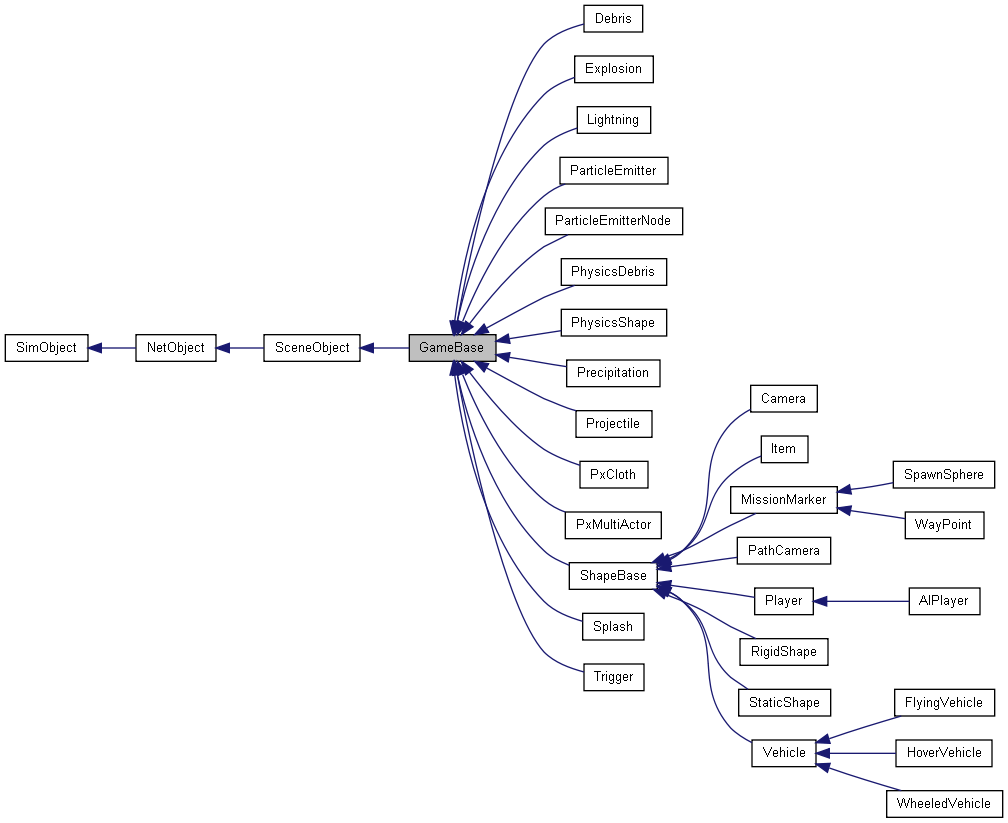 Debris
Explosion
Lightning
ParticleEmitter
ParticleEmitterNode
PhysicsDebris
PhysicsShape
SimObject
NetObject
SceneObject
GameBase
Precipitation
Projectile
PxCloth
PxMultiActor
ShapeBase
Splash
Trigger
Camera
Item
MissionMarker
PathCamera
Player
RigidShape
StaticShape
Vehicle
SpawnSphere
WayPoint
AIPlayer
FlyingVehicle
HoverVehicle
WheeledVehicle